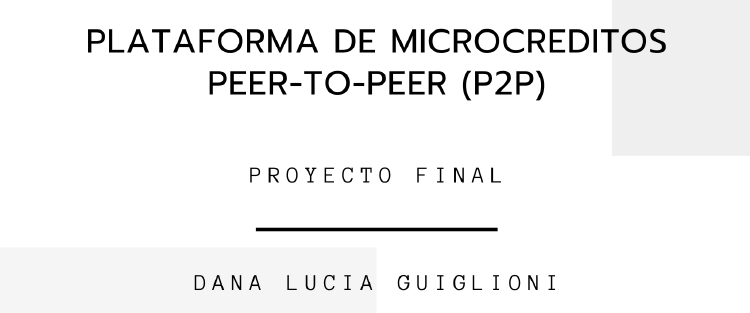 PLATAFORMA DE MICROCREDITOS
PEER-TO-PEER (P2P)
PROYECTO FINAL
DANA LUCIA GUIGLIONI